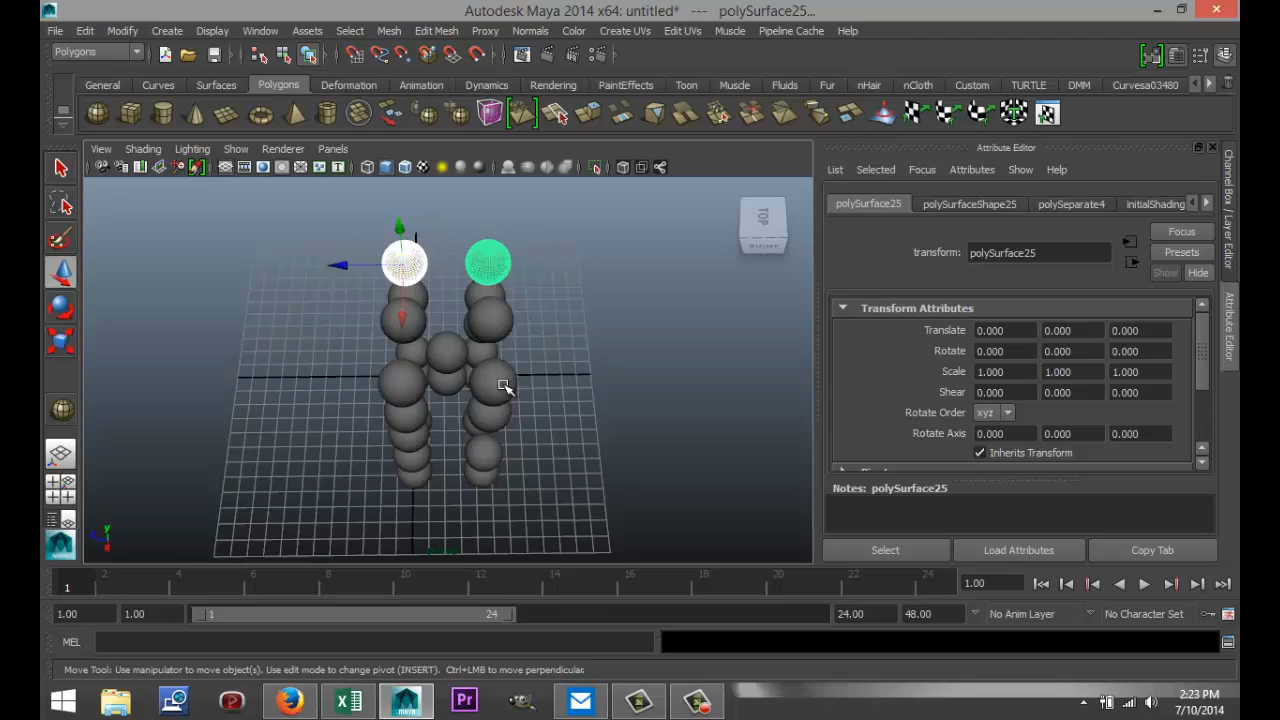 Autodesk Maya 2014 x64: untitled* --- polySurface25...
File Edit Modify Create Display Window Assets Select Mesh Edit Mesh Proxy Normals Color Create UVs Edit UVs Muscle Pipeline Cache Help
Polygons
General Curves Surfaces Polygons Deformation Animation Dynamics Rendering PaintEffects Toon Muscle Fluids Fur nHair nCloth Custom TURTLE DMM Curvesa03480
View Shading Lighting Show Renderer Panels
Attribute Editor
List Selected Focus Attributes Show Help
polySurface25 polySurfaceShape25 polySeparate4 initialShading
Focus
transform: polySurface25
Presets
Show Hide
Transform Attributes
Translate 0.000 0.000 0.000
Rotate 0.000 0.000 0.000
Scale 1.000 1.000 1.000
Shear 0.000 0.000 0.000
Rotate Order xyz
Rotate Axis 0.000 0.000 0.000
Inherits Transform
Notes: polySurface25
Select Load Attributes Copy Tab
Channel Box / Layer Editor
Attribute Editor
TOP
RIGHT
y
1 2 4 6 8 10 12 14 16 18 20 22 24
1.00
1.00 1.00 1 24 24.00 48.00 No Anim Layer No Character Set
MEL
Move Tool: Use manipulator to move object(s). Use edit mode to change pivot (INSERT). Ctrl+LMB to move perpendicular.
Pr
2:23 PM
7/10/2014